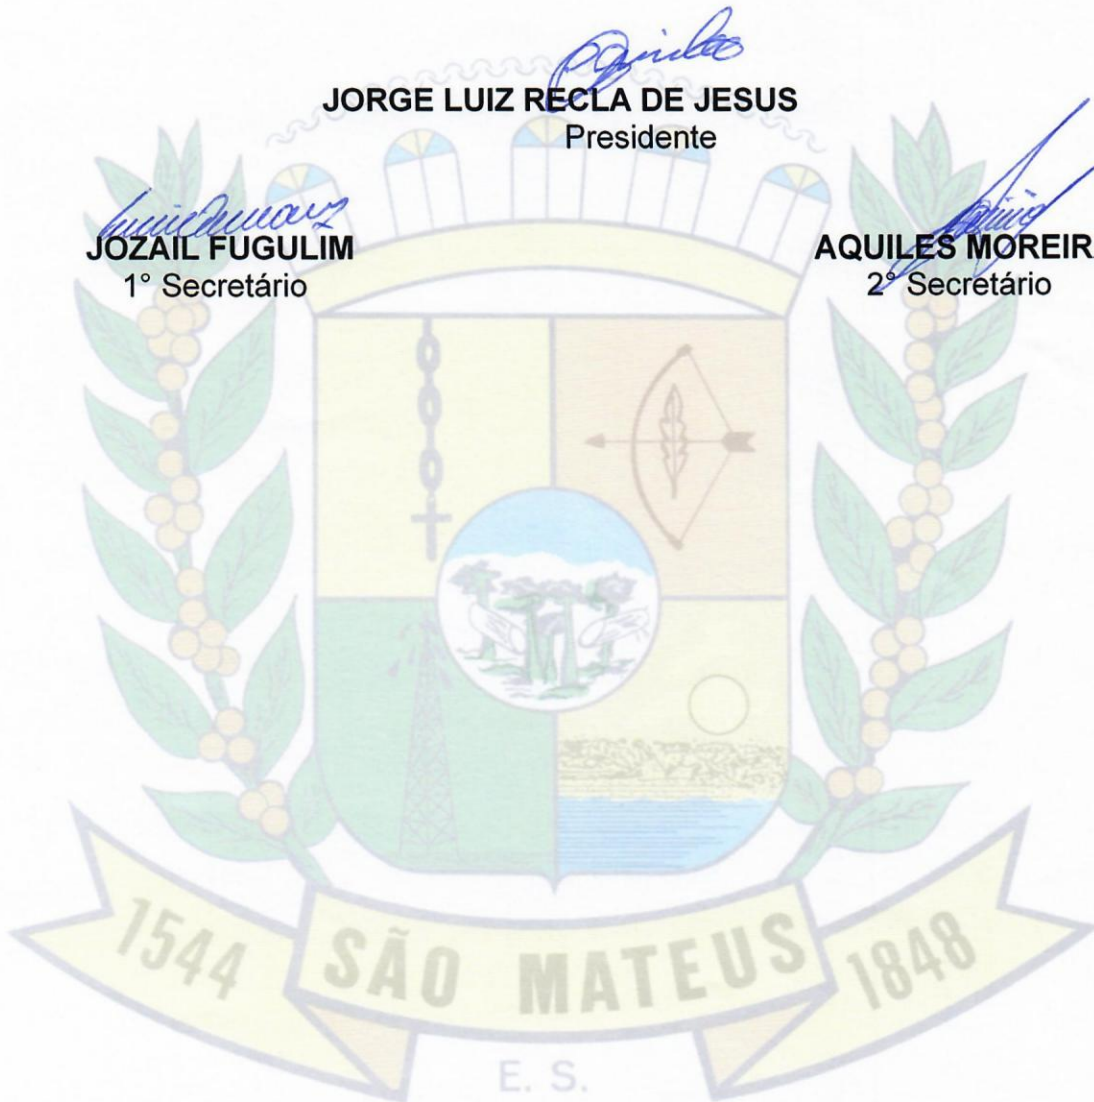 JORGE LUIZ RECLA DE JESUS
Presidente
JOZAIL FUGULIM
1° Secretário
AQUILES MOREIR
2° Secretário
1544 SÃO MATEUS 1848
E. S.